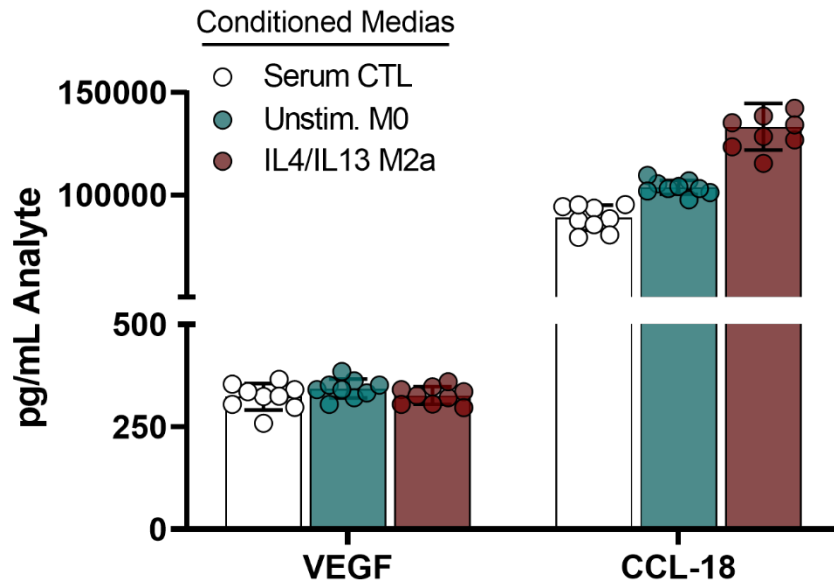 Conditioned Medias
Serum CTL
Unstim. M0
IL4/IL13 M2a
pg/mL Analyte
150000
100000
500
250
0
VEGF
CCL-18